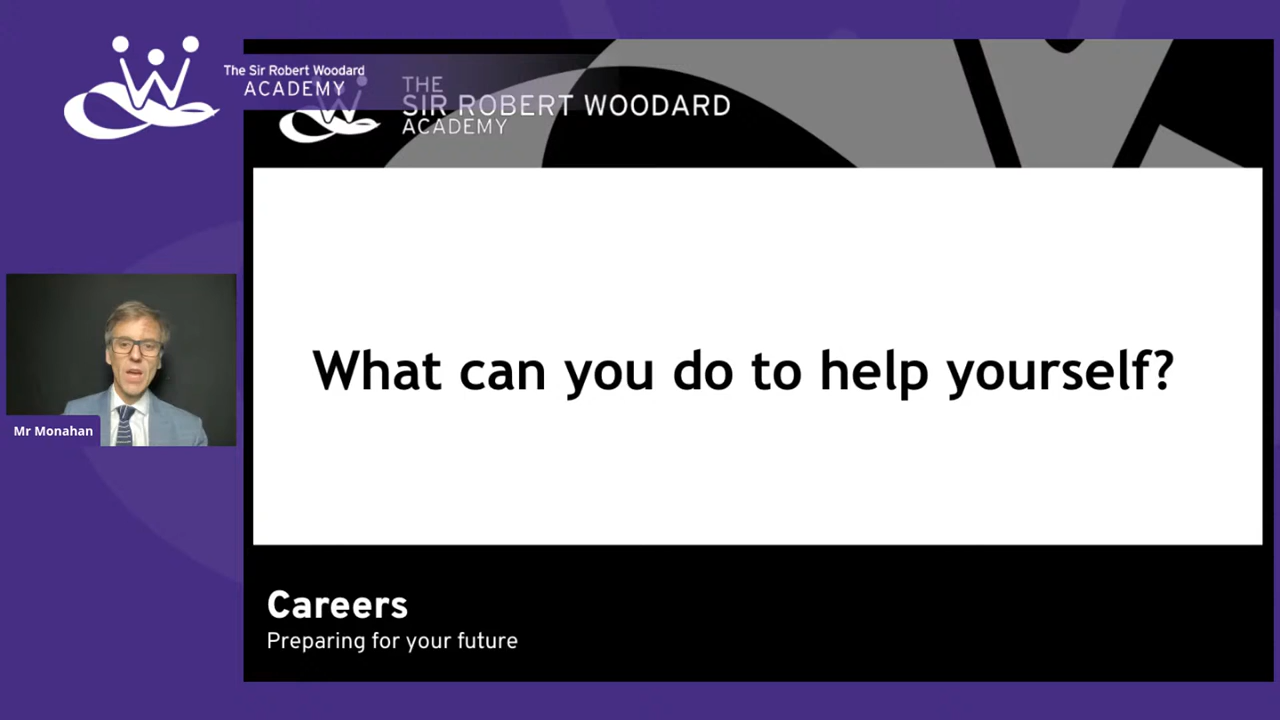 The Sir Robert Woodard
ACADEMY
THE
SIR ROBERT WOODARD
ACADEMY
What can you do to help yourself?
Mr Monahan
Careers
Preparing for your future